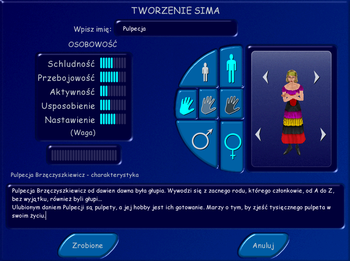 TWORZENIE SIMA
Wpisz imię: Pulpecja
OSOBOWOŚĆ
Schludność
Przebojowość
Aktywność
Usposobienie
Nastawienie
(Waga)
Pulpecja Brzęczyszkiewicz - charakterystyka
Pulpecja Brzęczyszkiewicz od dawien dawna była głupia. Wywodzi się z zacnego rodu, którego członkowie, od A do Z,
bez wyjątku, również byli głupi...
Ulubionym daniem Pulpecji są, pulpety, a jej hobby jest ich gotowanie. Marzy o tym, by zjeść tysięcznego pulpeta w
swoim życiu.
Zrobione
Anuluj